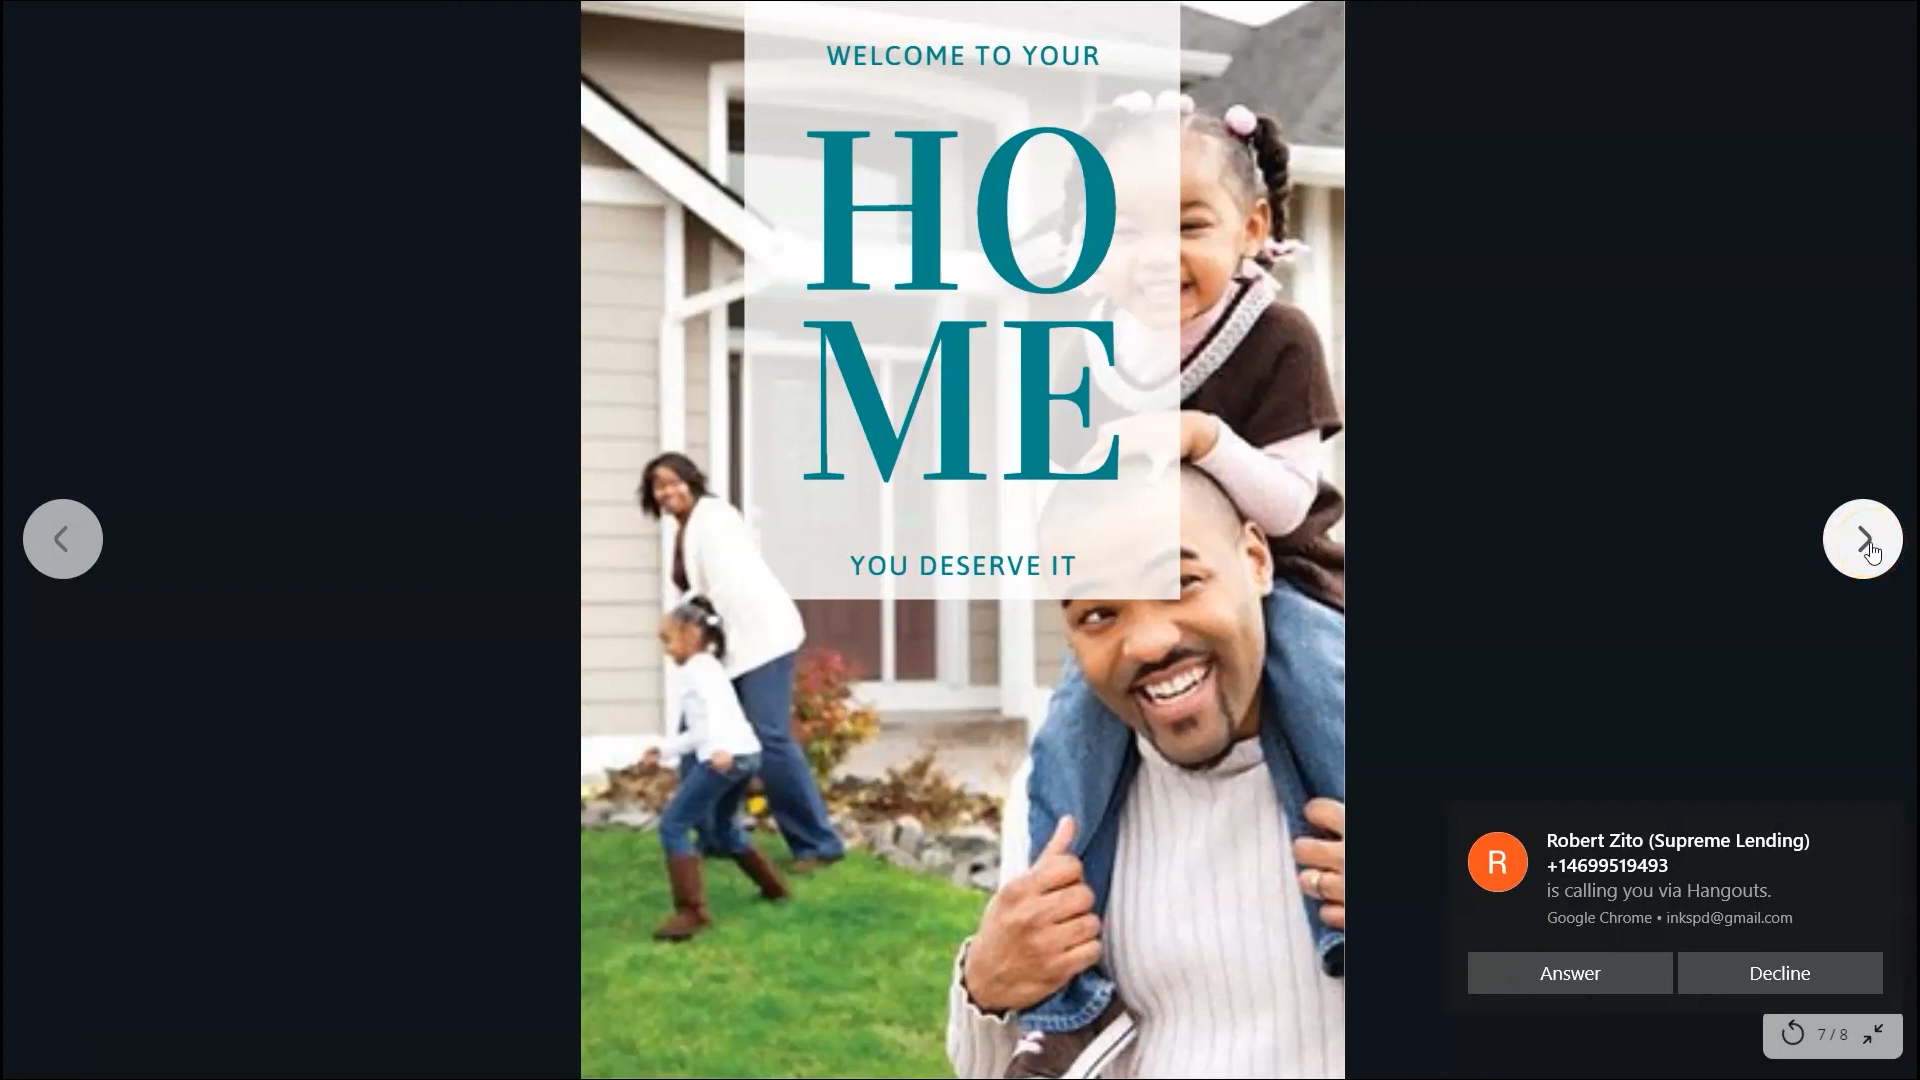 WELCOME TO YOUR
HO
ME
YOU DESERVE IT
R
Robert Zito (Supreme Lending)
+14699519493
is calling you via Hangouts.
Google Chrome • inkspd@gmail.com
Answer
Decline
7 / 8